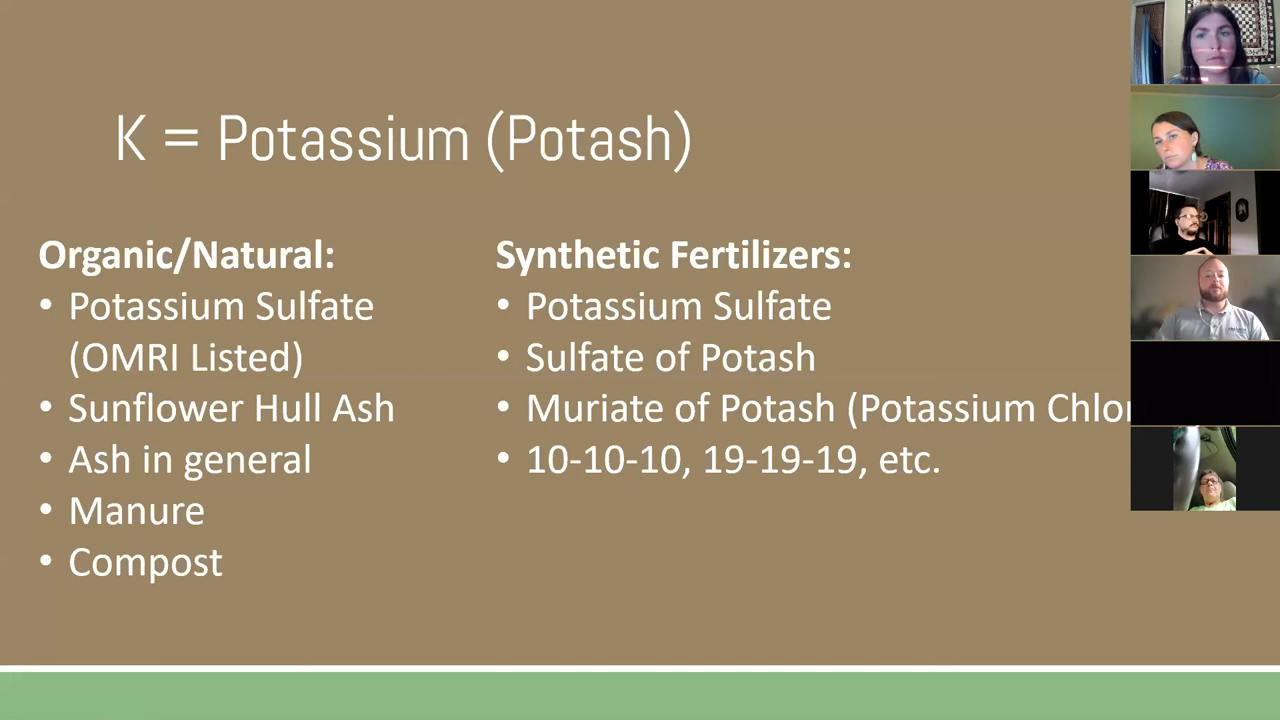 K = Potassium (Potash)
Organic/Natural:
• Potassium Sulfate
(OMRI Listed)
• Sunflower Hull Ash
• Ash in general
• Manure
• Compost
Synthetic Fertilizers:
• Potassium Sulfate
• Sulfate of Potash
• Muriate of Potash (Potassium Chlor
• 10-10-10, 19-19-19, etc.